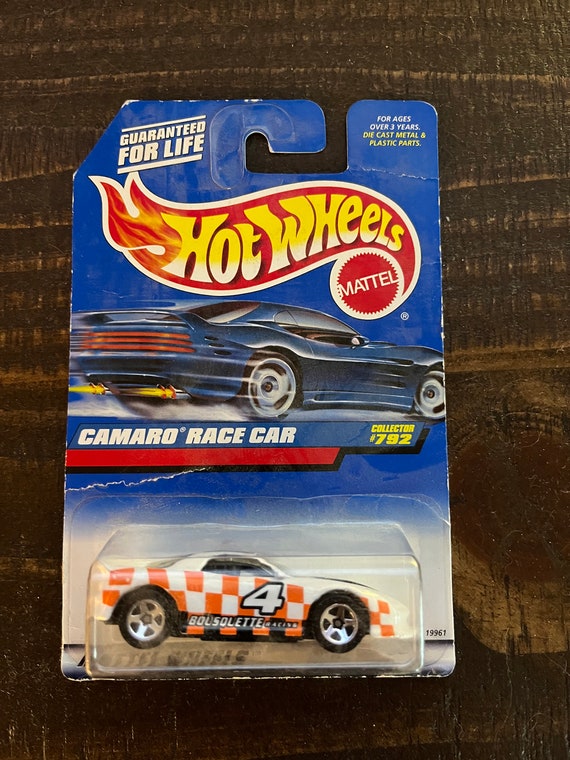 GUARANTEED
FOR LIFE
FOR AGES
OVER 3 YEARS.
DIE CAST METAL &
PLASTIC PARTS.
HOT WHEELS
MATTEL
®
CAMARO® RACE CAR
COLLECTOR
#792
4
BOLSQLETTE RACING
19961